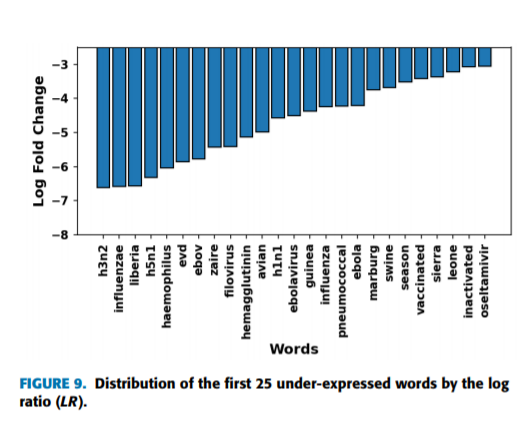 Log Fold Change
−3
−4
−5
−6
−7
−8
h3n2
influenzae
liberia
h5n1
haemophilus
evd
ebov
zaire
filovirus
hemagglutinin
avian
h1n1
ebolavirus
guinea
influenza
pneumococcal
ebola
marburg
swine
season
vaccinated
sierra
leone
inactivated
oseltamivir
Words
FIGURE 9. Distribution of the first 25 under-expressed words by the log
ratio (LR).